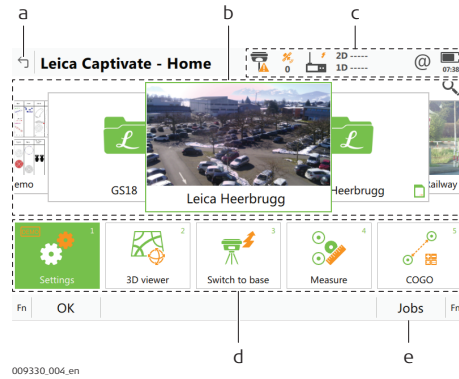 a
b
c
Leica Captivate - Home
0
2D -----
1D -----
@
07:38
emo
GS18
Leica Heerbrugg
Heerbrugg
ailway
1
Settings
2
3D viewer
3
Switch to base
4
Measure
5
COGO
Fn
OK
Jobs
Fn
d
e
009330_004_en